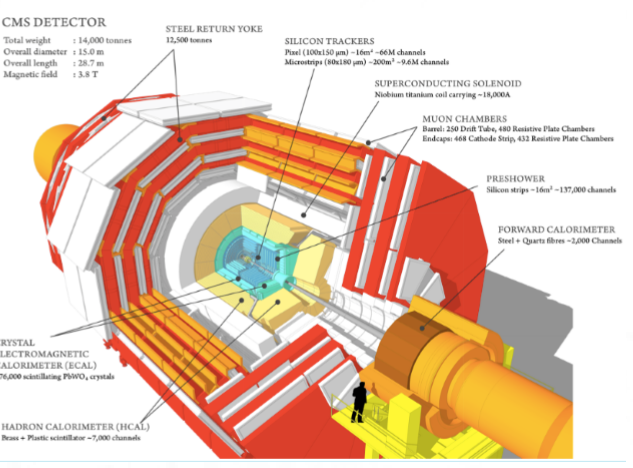 CMS DETECTOR
Total weight : 14,000 tonnes
Overall diameter : 15.0 m
Overall length : 28.7 m
Magnetic field : 3.8 T
STEEL RETURN YOKE
12,500 tonnes
SILICON TRACKERS
Pixel (100x150 μm) ~16m² ~66M channels
Microstrips (80x180 μm) ~200m² ~9.6M channels
SUPERCONDUCTING SOLENOID
Niobium titanium coil carrying ~18,000A
MUON CHAMBERS
Barrel: 250 Drift Tube, 480 Resistive Plate Chambers
Endcaps: 468 Cathode Strip, 432 Resistive Plate Chambers
PRESHOWER
Silicon strips ~16m² ~137,000 channels
FORWARD CALORIMETER
Steel + Quartz fibres ~2,000 Channels
RYSTAL
LECTROMAGNETIC
ALORIMETER (ECAL)
76,000 scintillating PbWO₄ crystals
HADRON CALORIMETER (HCAL)
Brass + Plastic scintillator ~7,000 channels